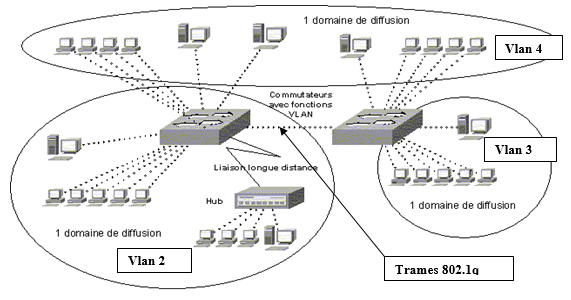 1 domaine de diffusion
Vlan 4
Commutateurs
avec fonctions
VLAN
Vlan 3
Liaison longue distance
Hub
1 domaine de diffusion
1 domaine de diffusion
Vlan 2
Trames 802.1q